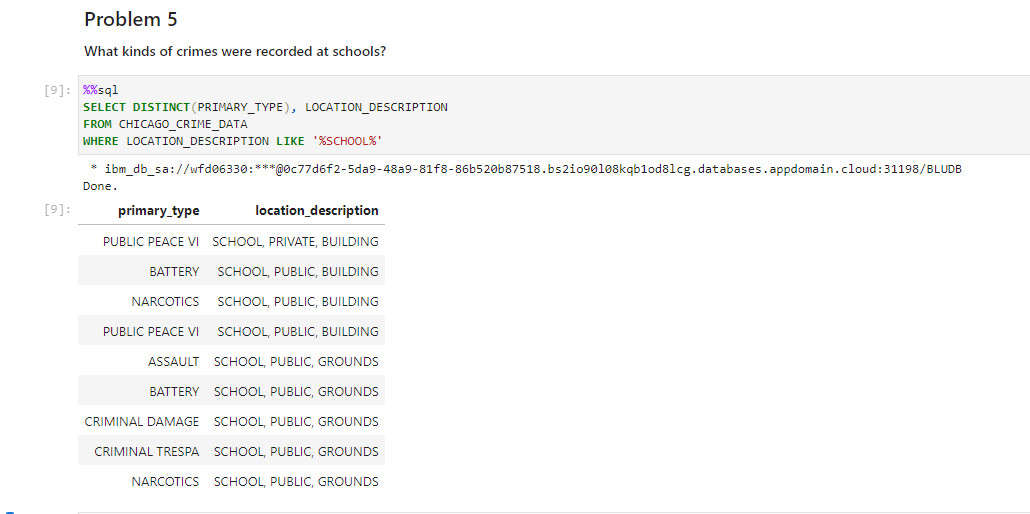 Problem 5
What kinds of crimes were recorded at schools?
[9]: %%sql
SELECT DISTINCT(PRIMARY_TYPE), LOCATION_DESCRIPTION
FROM CHICAGO_CRIME_DATA
WHERE LOCATION_DESCRIPTION LIKE '%SCHOOL%'
* ibm_db_sa://wfd06330:***@0c77d6f2-5da9-48a9-81f8-86b520b87518.bs2io90l08kqb1od8lcg.databases.appdomain.cloud:31198/BLUDB
Done.
[9]: primary_type location_description
PUBLIC PEACE VI SCHOOL, PRIVATE, BUILDING
BATTERY SCHOOL, PUBLIC, BUILDING
NARCOTICS SCHOOL, PUBLIC, BUILDING
PUBLIC PEACE VI SCHOOL, PUBLIC, BUILDING
ASSAULT SCHOOL, PUBLIC, GROUNDS
BATTERY SCHOOL, PUBLIC, GROUNDS
CRIMINAL DAMAGE SCHOOL, PUBLIC, GROUNDS
CRIMINAL TRESPA SCHOOL, PUBLIC, GROUNDS
NARCOTICS SCHOOL, PUBLIC, GROUNDS